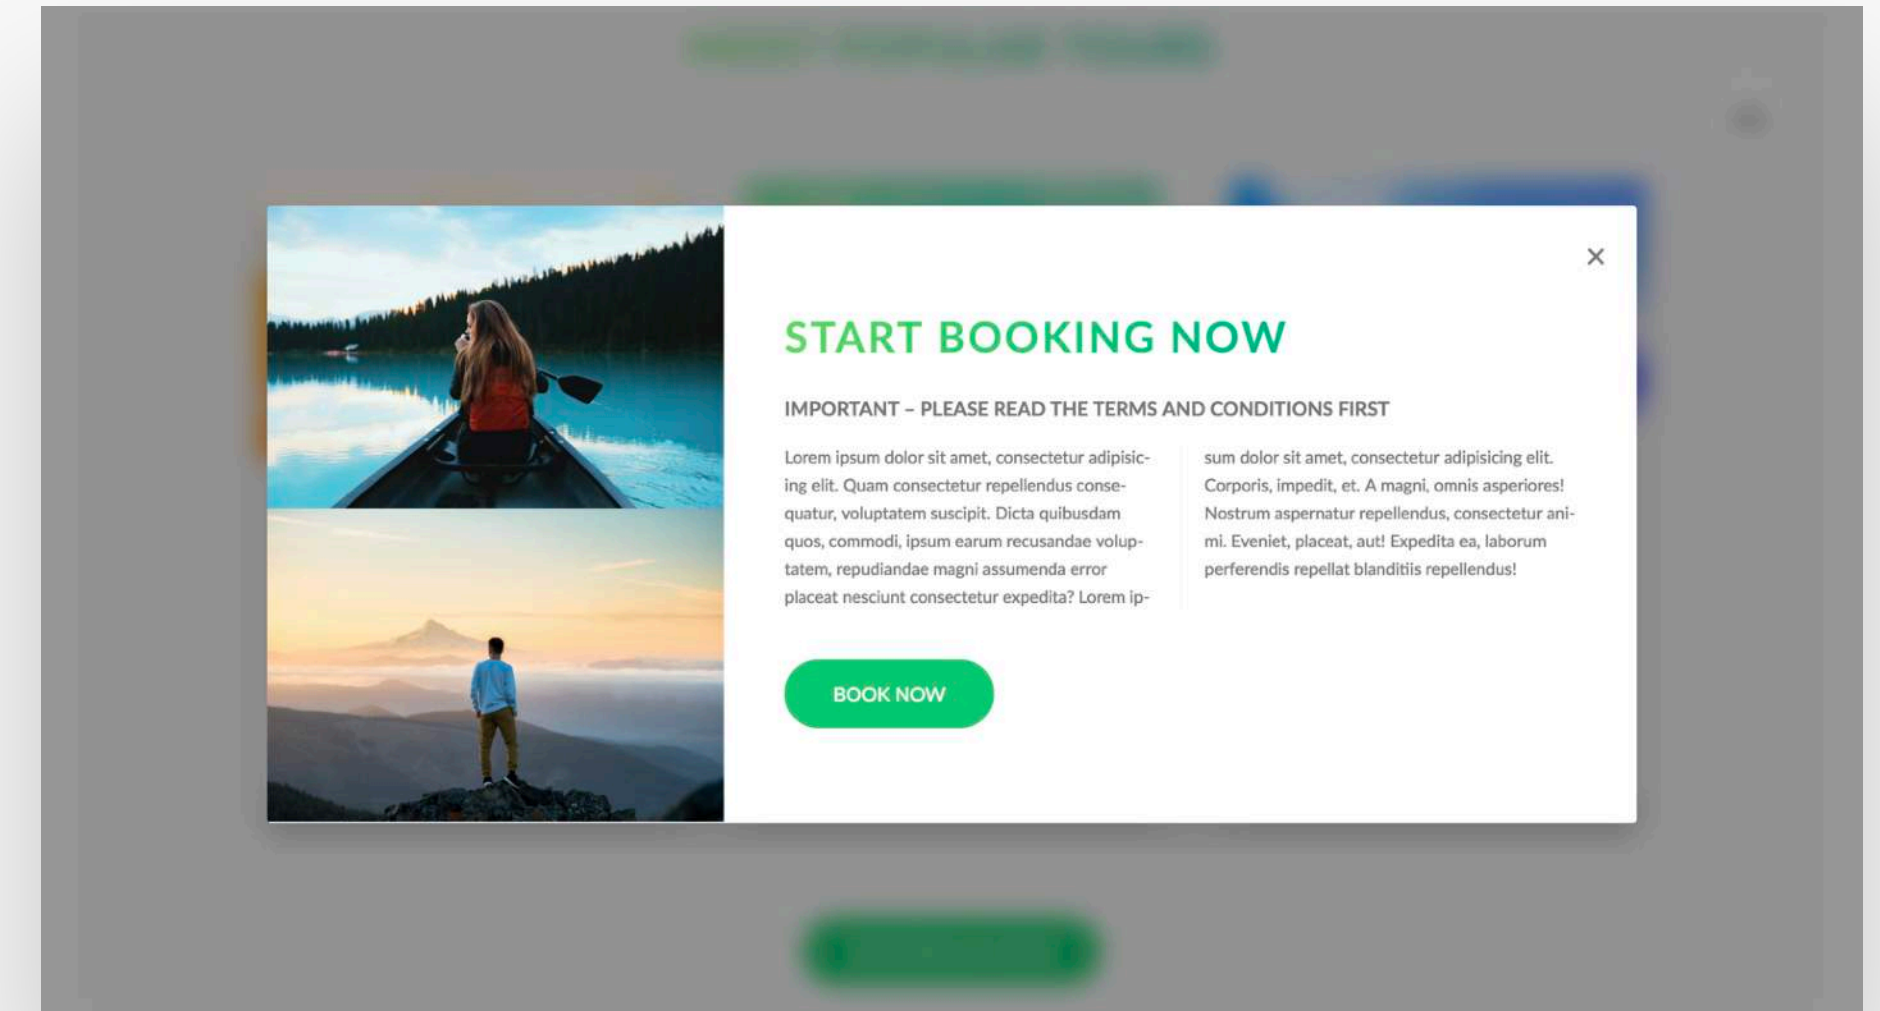 ×
START BOOKING NOW
IMPORTANT – PLEASE READ THE TERMS AND CONDITIONS FIRST
Lorem ipsum dolor sit amet, consectetur adipisic-
ing elit. Quam consectetur repellendus conse-
quatur, voluptatem suscipit. Dicta quibusdam
quos, commodi, ipsum earum recusandae volup-
tatem, repudiandae magni assumenda error
placeat nesciunt consectetur expedita? Lorem ip-
sum dolor sit amet, consectetur adipisicing elit.
Corporis, impedit, et. A magni, omnis asperiores!
Nostrum aspernatur repellendus, consectetur ani-
mi. Eveniet, placeat, aut! Expedita ea, laborum
perferendis repellat blanditiis repellendus!
BOOK NOW